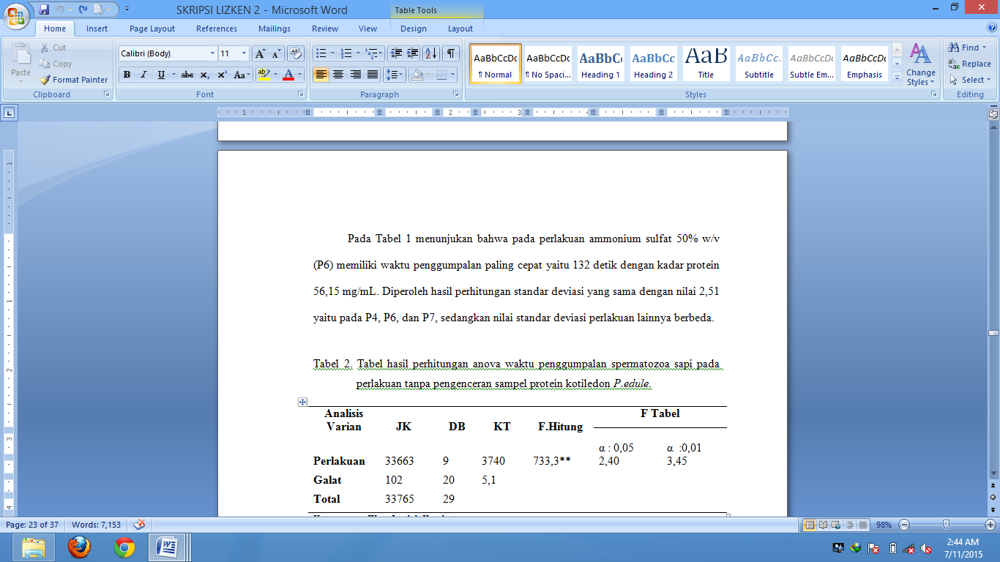 SKRIPSI LIZKEN 2 - Microsoft Word
Table Tools
Home Insert Page Layout References Mailings Review View Design Layout
Paste
Cut
Copy
Format Painter
Clipboard
Calibri (Body) 11
Font
Paragraph
AaBbCcDc AaBbCcDc AaBbC AaBbCc AaB AaBbCc. AaBbCcDc AaBbCcDc
¶ Normal ¶ No Spaci... Heading 1 Heading 2 Title Subtitle Subtle Em... Emphasis
Change
Styles
Styles
Find
Replace
Select
Editing
Pada Tabel 1 menunjukan bahwa pada perlakuan ammonium sulfat 50% w/v
(P6) memiliki waktu penggumpalan paling cepat yaitu 132 detik dengan kadar protein
56,15 mg/mL. Diperoleh hasil perhitungan standar deviasi yang sama dengan nilai 2,51
yaitu pada P4, P6, dan P7, sedangkan nilai standar deviasi perlakuan lainnya berbeda.
Tabel 2. Tabel hasil perhitungan anova waktu penggumpalan spermatozoa sapi pada
perlakuan tanpa pengenceran sampel protein kotiledon P.edule.
Analisis F Tabel
Varian JK DB KT F.Hitung
α : 0,05 α :0,01
Perlakuan 33663 9 3740 733,3** 2,40 3,45
Galat 102 20 5,1
Total 33765 29
Page: 23 of 37 Words: 7,153 98%
2:44 AM
7/11/2015